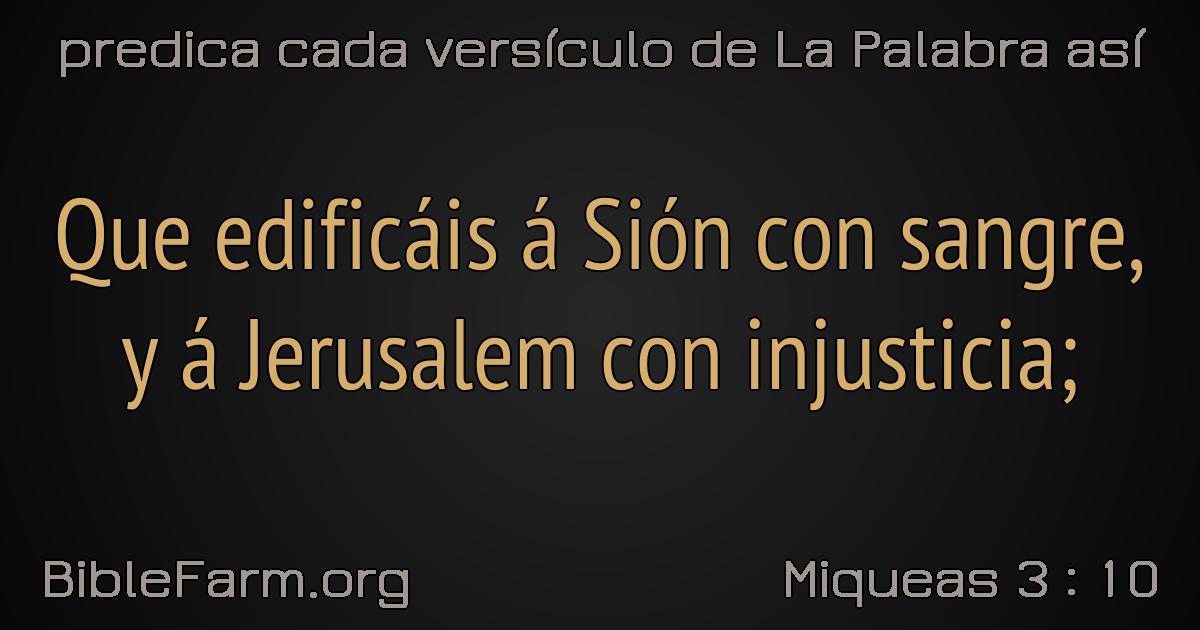 predica cada versículo de La Palabra así
Que edificáis á Sión con sangre,
y á Jerusalem con injusticia;
BibleFarm.org
Miqueas 3 : 10